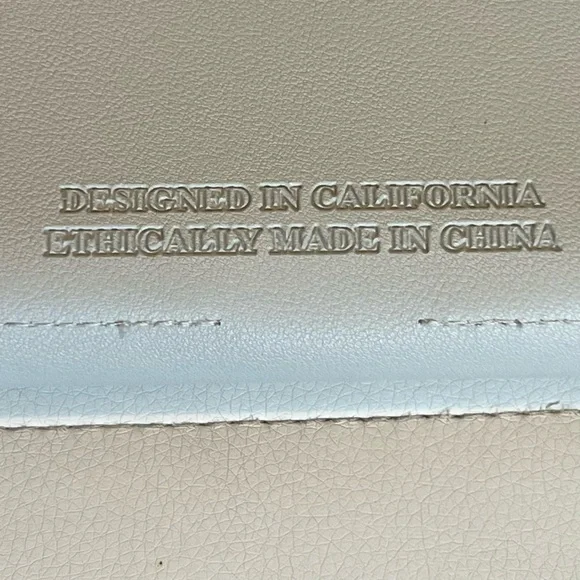 DESIGNED IN CALIFORNIA
ETHICALLY MADE IN CHINA